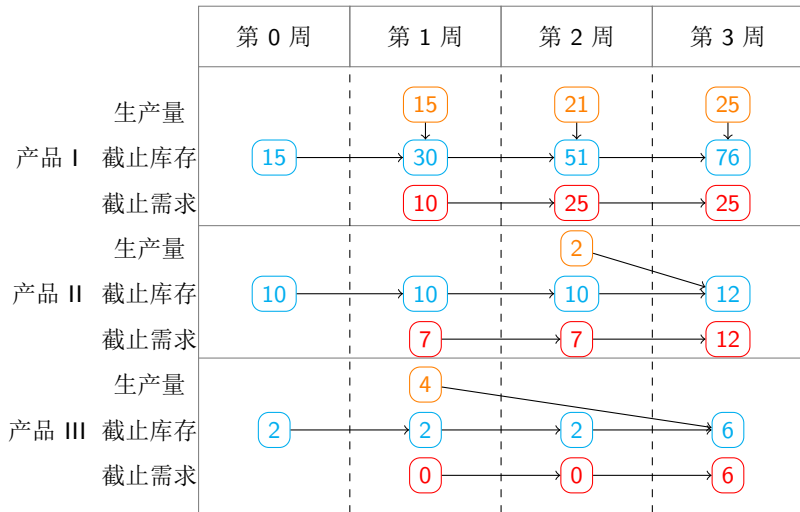 第 0 周 第 1 周 第 2 周 第 3 周
生产量 15 21 25
产品 I 截止库存 15 30 51 76
截止需求 10 25 25
生产量 2
产品 II 截止库存 10 10 10 12
截止需求 7 7 12
生产量 4
产品 III 截止库存 2 2 2 6
截止需求 0 0 6